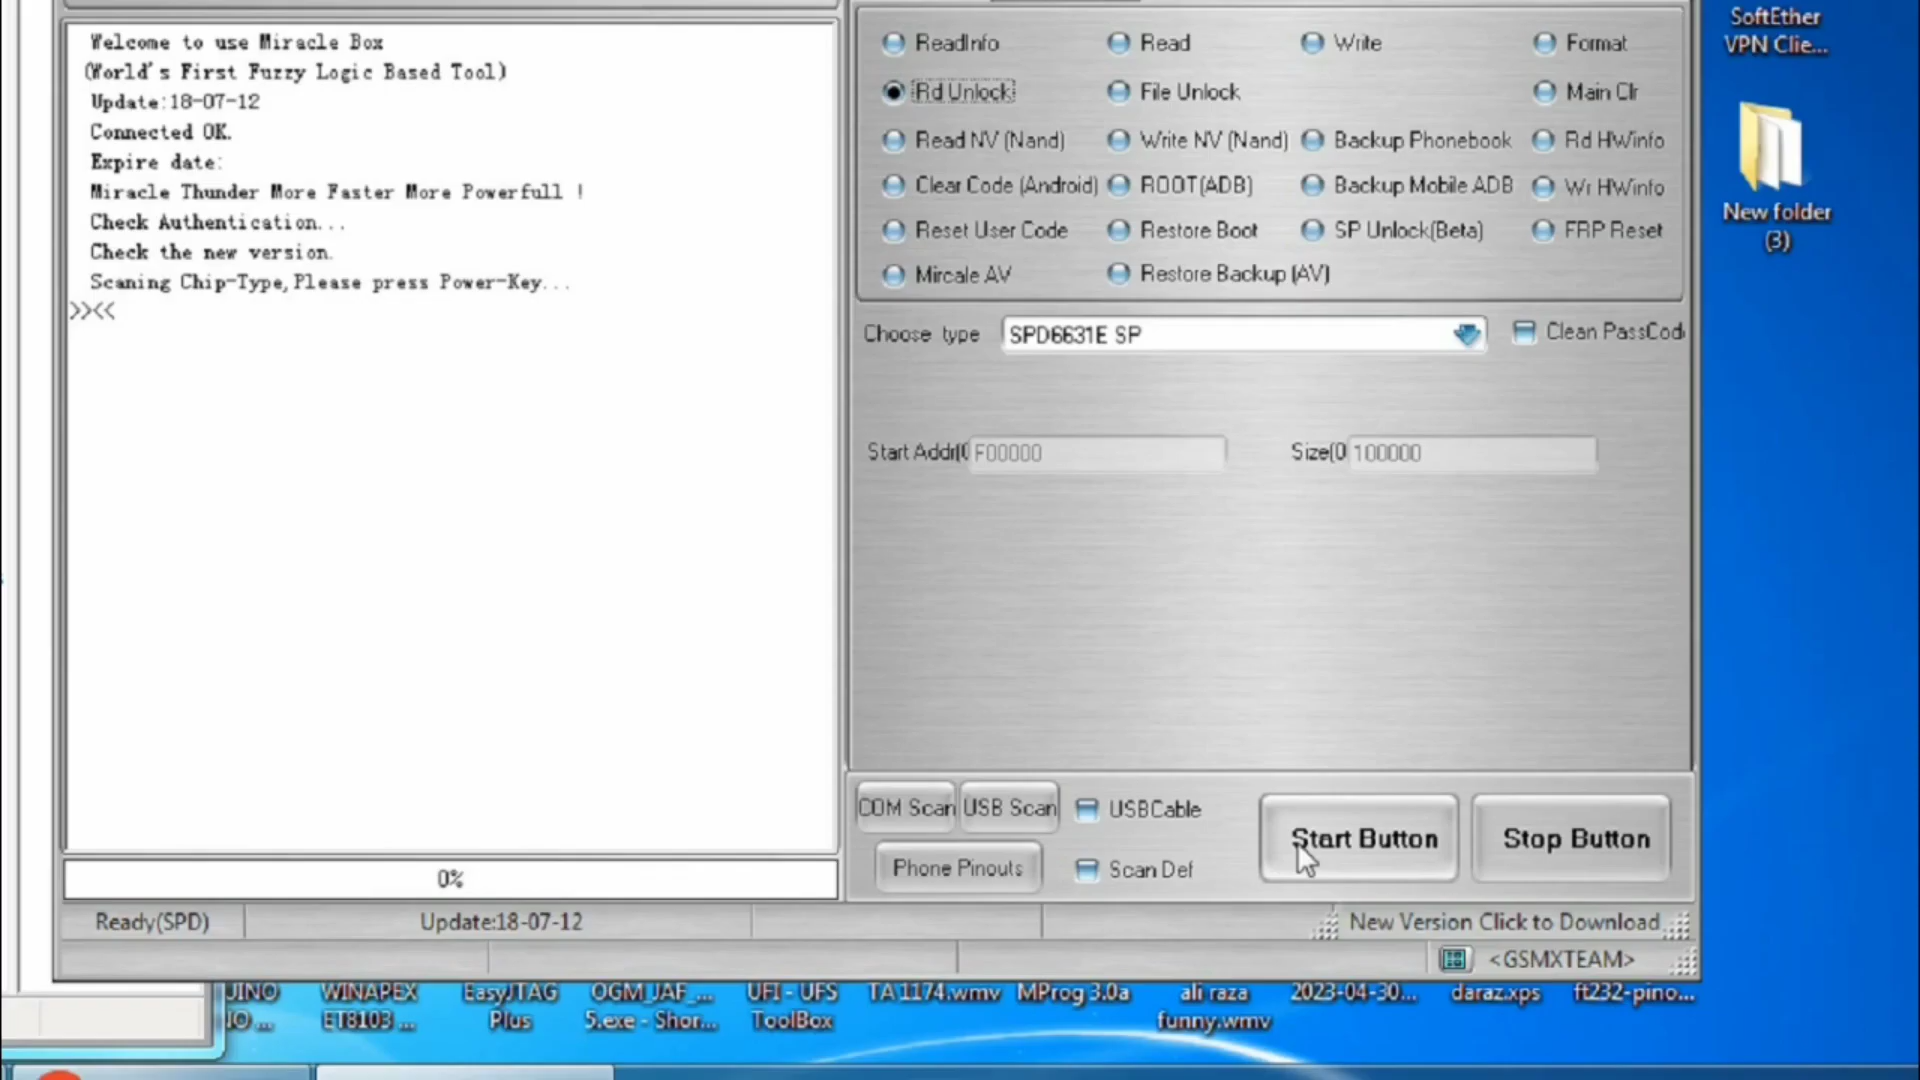 Welcome to use Miracle Box
(World's First Fuzzy Logic Based Tool)
Update:18-07-12
Connected OK.
Expire date:
Miracle Thunder More Faster More Powerfull !
Check Authentication...
Check the new version.
Scaning Chip-Type,Please press Power-Key...
>><<
0%
ReadInfo Read Write Format
Rd Unlock File Unlock Main Clr
Read NV (Nand) Write NV (Nand) Backup Phonebook Rd HWinfo
Clear Code (Android) ROOT(ADB) Backup Mobile ADB Wr HWinfo
Reset User Code Restore Boot SP Unlock(Beta) FRP Reset
Mircale AV Restore Backup (AV)
Choose type SPD6631E SP Clean PassCod
Start Addr(0 F00000 Size(0 100000
COM Scan USB Scan USBCable
Phone Pinouts Scan Def
Start Button Stop Button
Ready(SPD) Update:18-07-12 New Version Click to Download
<GSMXTEAM>
SoftEther
VPN Clie...
New folder
(3)
UINO
IO ...
WINAPEX
ET8103 ...
EasyJTAG
Plus
OGM_JAF_...
5.exe - Shor...
UFI - UFS
ToolBox
TA 1174.wmv
MProg 3.0a
ali raza
funny.wmv
2023-04-30...
daraz.xps
ft232-pino...